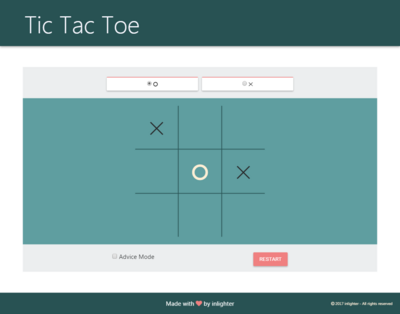 Tic Tac Toe
O ×
× 
O ×
Advice Mode RESTART
Made with ❤ by inlighter ©2017 inlighter - All rights reserved